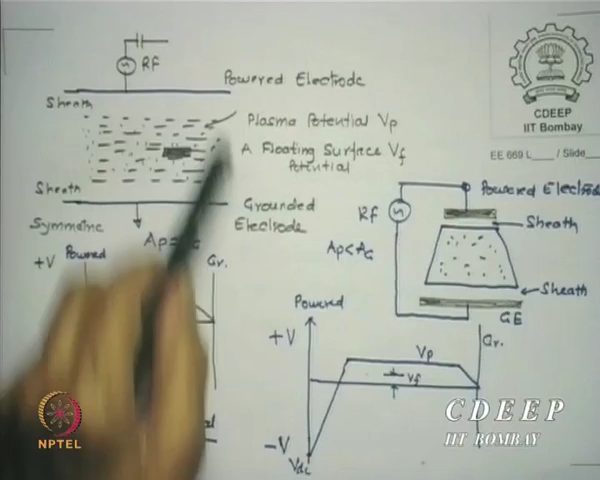 RF
Powered Electrode
Sheath
Plasma Potential Vp
A Floating Surface Vf
Potential
Sheath
Grounded
Electrode
Symmetric
Powered
+V
Gr.
CDEEP
IIT Bombay
EE 669 L___ / Slide
Powered Electrod
RF
Sheath
Ap<AG
Sheath
GE
Powered
+V
Vp
Vf
Gr.
-V
Vdc
NPTEL
CDEEP
IIT BOMBAY